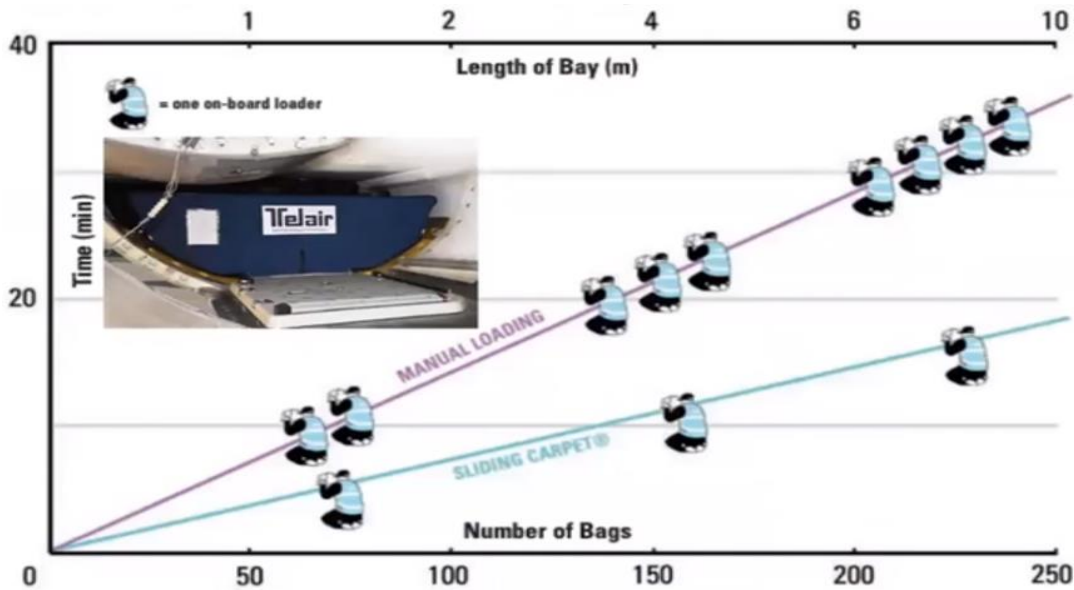 1 2 4 6 10
40
Length of Bay (m)
= one on-board loader
Telair
Time (min)
20
MANUAL LOADING
SLIDING CARPET®
Number of Bags
0 50 100 150 200 250